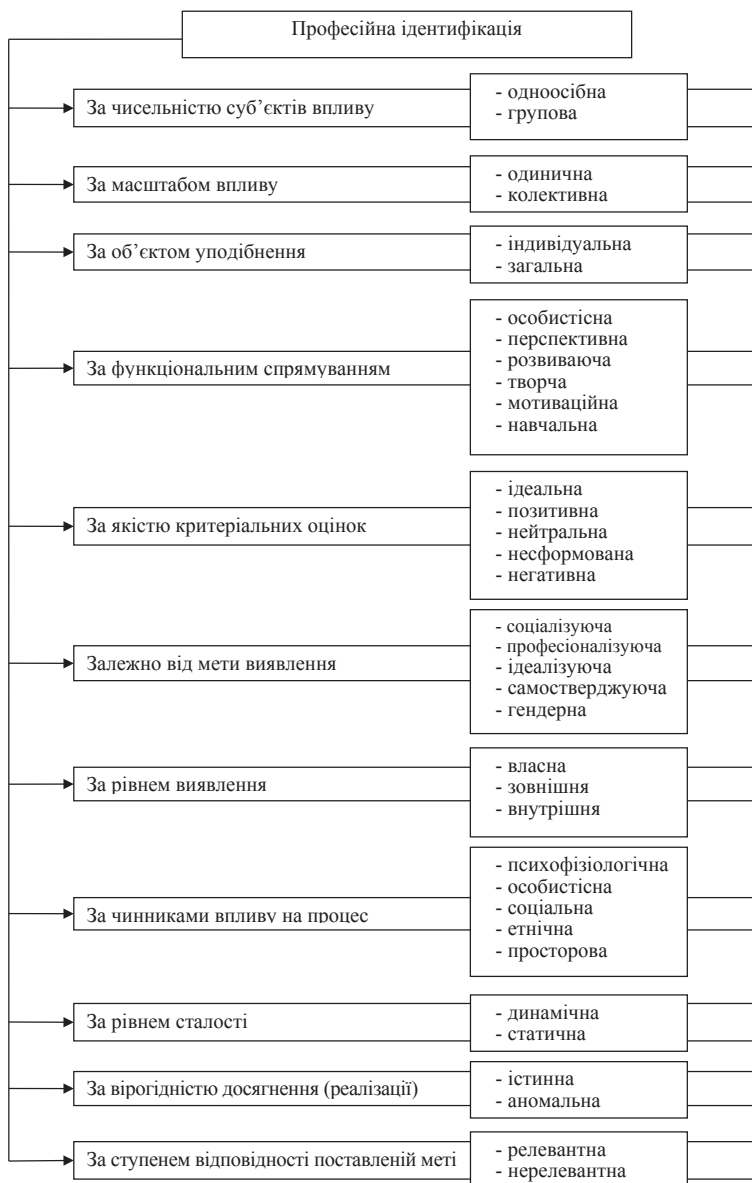 Професійна ідентифікація
За чисельністю суб’єктів впливу
- одноосібна
- групова
За масштабом впливу
- одинична
- колективна
За об’єктом уподібнення
- індивідуальна
- загальна
За функціональним спрямуванням
- особистісна
- перспективна
- розвиваюча
- творча
- мотиваційна
- навчальна
За якістю критеріальних оцінок
- ідеальна
- позитивна
- нейтральна
- несформована
- негативна
Залежно від мети виявлення
- соціалізуюча
- професіоналізуюча
- ідеалізуюча
- самостверджуюча
- гендерна
За рівнем виявлення
- власна
- зовнішня
- внутрішня
За чинниками впливу на процес
- психофізіологічна
- особистісна
- соціальна
- етнічна
- просторова
За рівнем сталості
- динамічна
- статична
За вірогідністю досягнення (реалізації)
- істинна
- аномальна
За ступенем відповідності поставленій меті
- релевантна
- нерелевантна